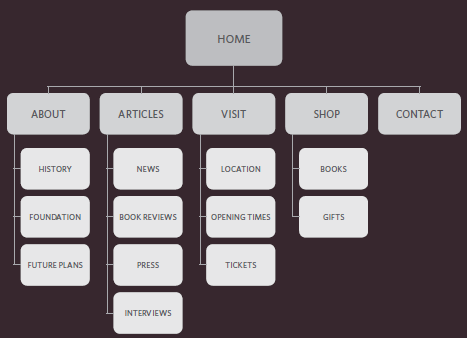 HOME
ABOUT
ARTICLES
VISIT
SHOP
CONTACT
HISTORY
NEWS
LOCATION
BOOKS
FOUNDATION
BOOK REVIEWS
OPENING TIMES
GIFTS
FUTURE PLANS
PRESS
TICKETS
INTERVIEWS